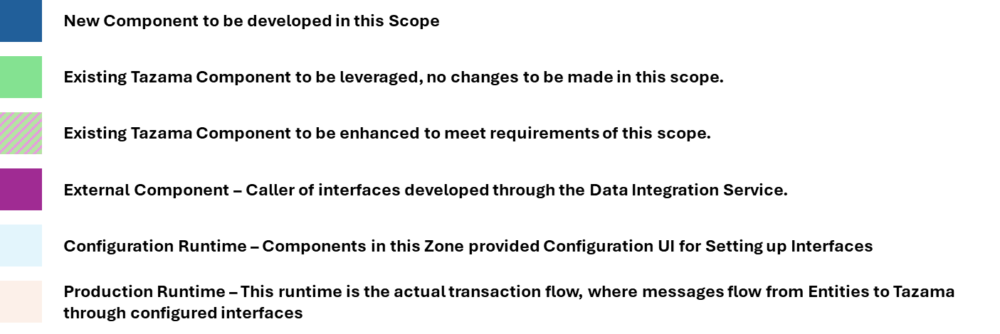 New Component to be developed in this Scope
Existing Tazama Component to be leveraged, no changes to be made in this scope.
Existing Tazama Component to be enhanced to meet requirements of this scope.
External Component – Caller of interfaces developed through the Data Integration Service.
Configuration Runtime – Components in this Zone provided Configuration UI for Setting up Interfaces
Production Runtime – This runtime is the actual transaction flow, where messages flow from Entities to Tazama
through configured interfaces